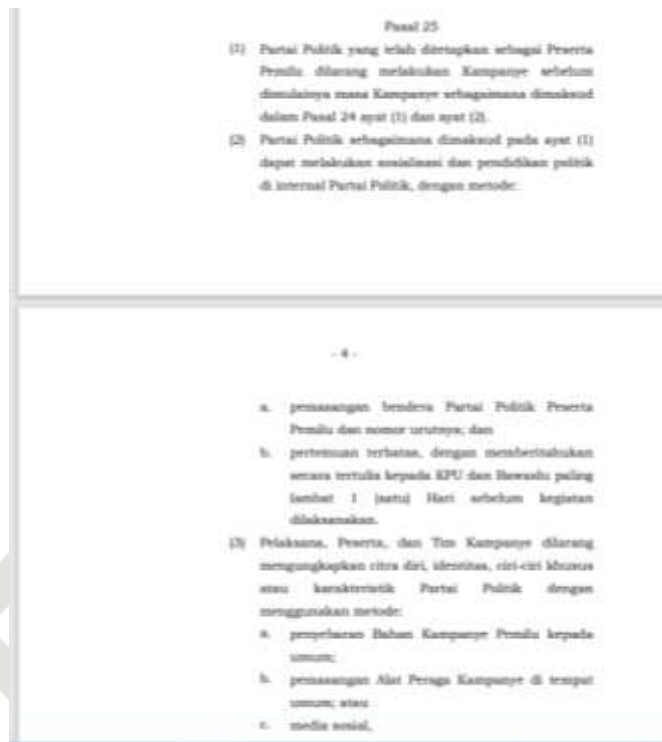 Pasal 25
(1) Partai Politik yang telah ditetapkan sebagai Peserta
Pemilu dilarang melakukan Kampanye sebelum
dimulainya masa Kampanye sebagaimana dimaksud
dalam Pasal 24 ayat (1) dan ayat (2).
(2) Partai Politik sebagaimana dimaksud pada ayat (1)
dapat melakukan sosialisasi dan pendidikan politik
di internal Partai Politik, dengan metode:
- 4 -
a. pemasangan bendera Partai Politik Peserta
Pemilu dan nomor urutnya; dan
b. pertemuan terbatas, dengan memberitahukan
secara tertulis kepada KPU dan Bawaslu paling
lambat 1 (satu) Hari sebelum kegiatan
dilaksanakan.
(3) Pelaksana, Peserta, dan Tim Kampanye dilarang
mengungkapkan citra diri, identitas, ciri-ciri khusus
atau karakteristik Partai Politik dengan
menggunakan metode:
a. penyebaran Bahan Kampanye Pemilu kepada
umum;
b. pemasangan Alat Peraga Kampanye di tempat
umum; atau
c. media sosial,